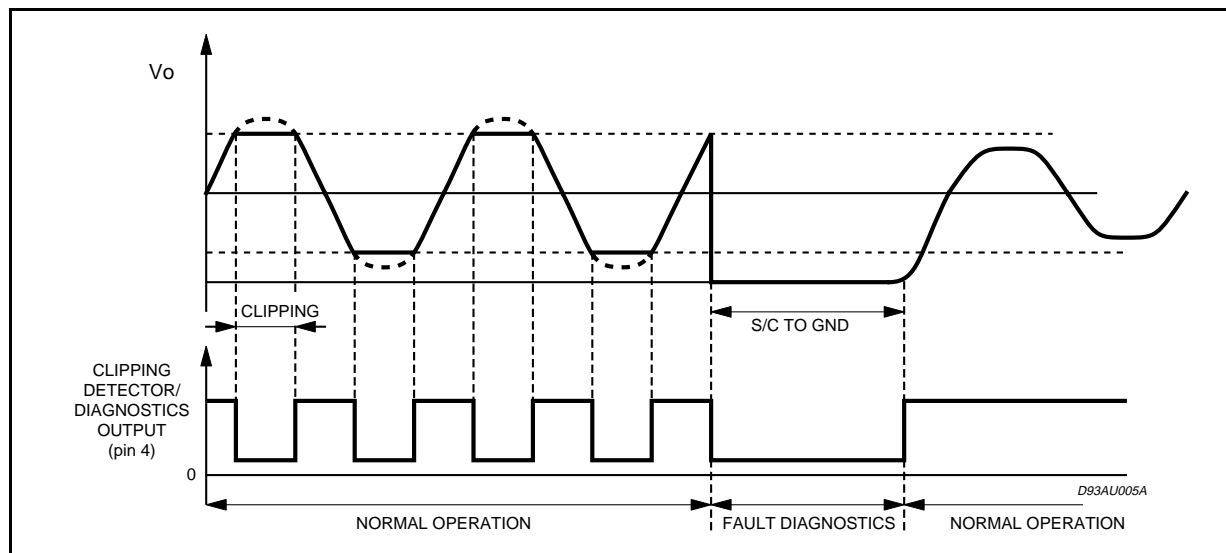 Vo
CLIPPING
S/C TO GND
CLIPPING
DETECTOR/
DIAGNOSTICS
OUTPUT
(pin 4)
0
D93AU005A
NORMAL OPERATION
FAULT DIAGNOSTICS
NORMAL OPERATION